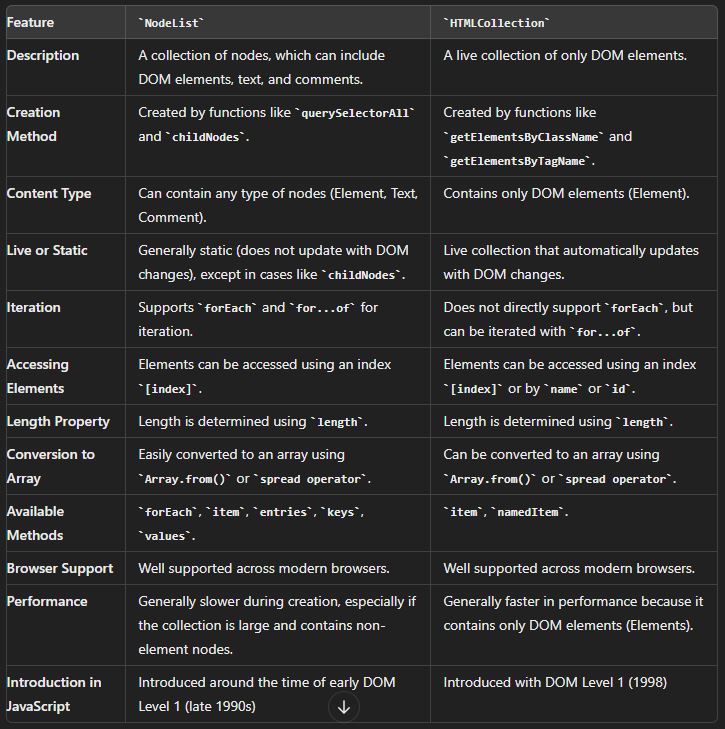 Feature `NodeList` `HTMLCollection`
Description A collection of nodes, which can include A live collection of only DOM elements.
DOM elements, text, and comments.
Creation Created by functions like `querySelectorAll` Created by functions like
Method and `childNodes`. `getElementsByClassName` and
`getElementsByTagName`.
Content Type Can contain any type of nodes (Element, Text, Contains only DOM elements (Element).
Comment).
Live or Static Generally static (does not update with DOM Live collection that automatically updates
changes), except in cases like `childNodes`. with DOM changes.
Iteration Supports `forEach` and `for...of` for Does not directly support `forEach`, but
iteration. can be iterated with `for...of`.
Accessing Elements can be accessed using an index Elements can be accessed using an index
Elements `[index]`. `[index]` or by `name` or `id`.
Length Property Length is determined using `length`. Length is determined using `length`.
Conversion to Easily converted to an array using Can be converted to an array using
Array `Array.from()` or `spread operator`. `Array.from()` or `spread operator`.
Available `forEach`, `item`, `entries`, `keys`, `item`, `namedItem`.
Methods `values`.
Browser Support Well supported across modern browsers. Well supported across modern browsers.
Performance Generally slower during creation, especially if Generally faster in performance because it
the collection is large and contains non- contains only DOM elements (Elements).
element nodes.
Introduction in Introduced around the time of early DOM Introduced with DOM Level 1 (1998)
JavaScript Level 1 (late 1990s)